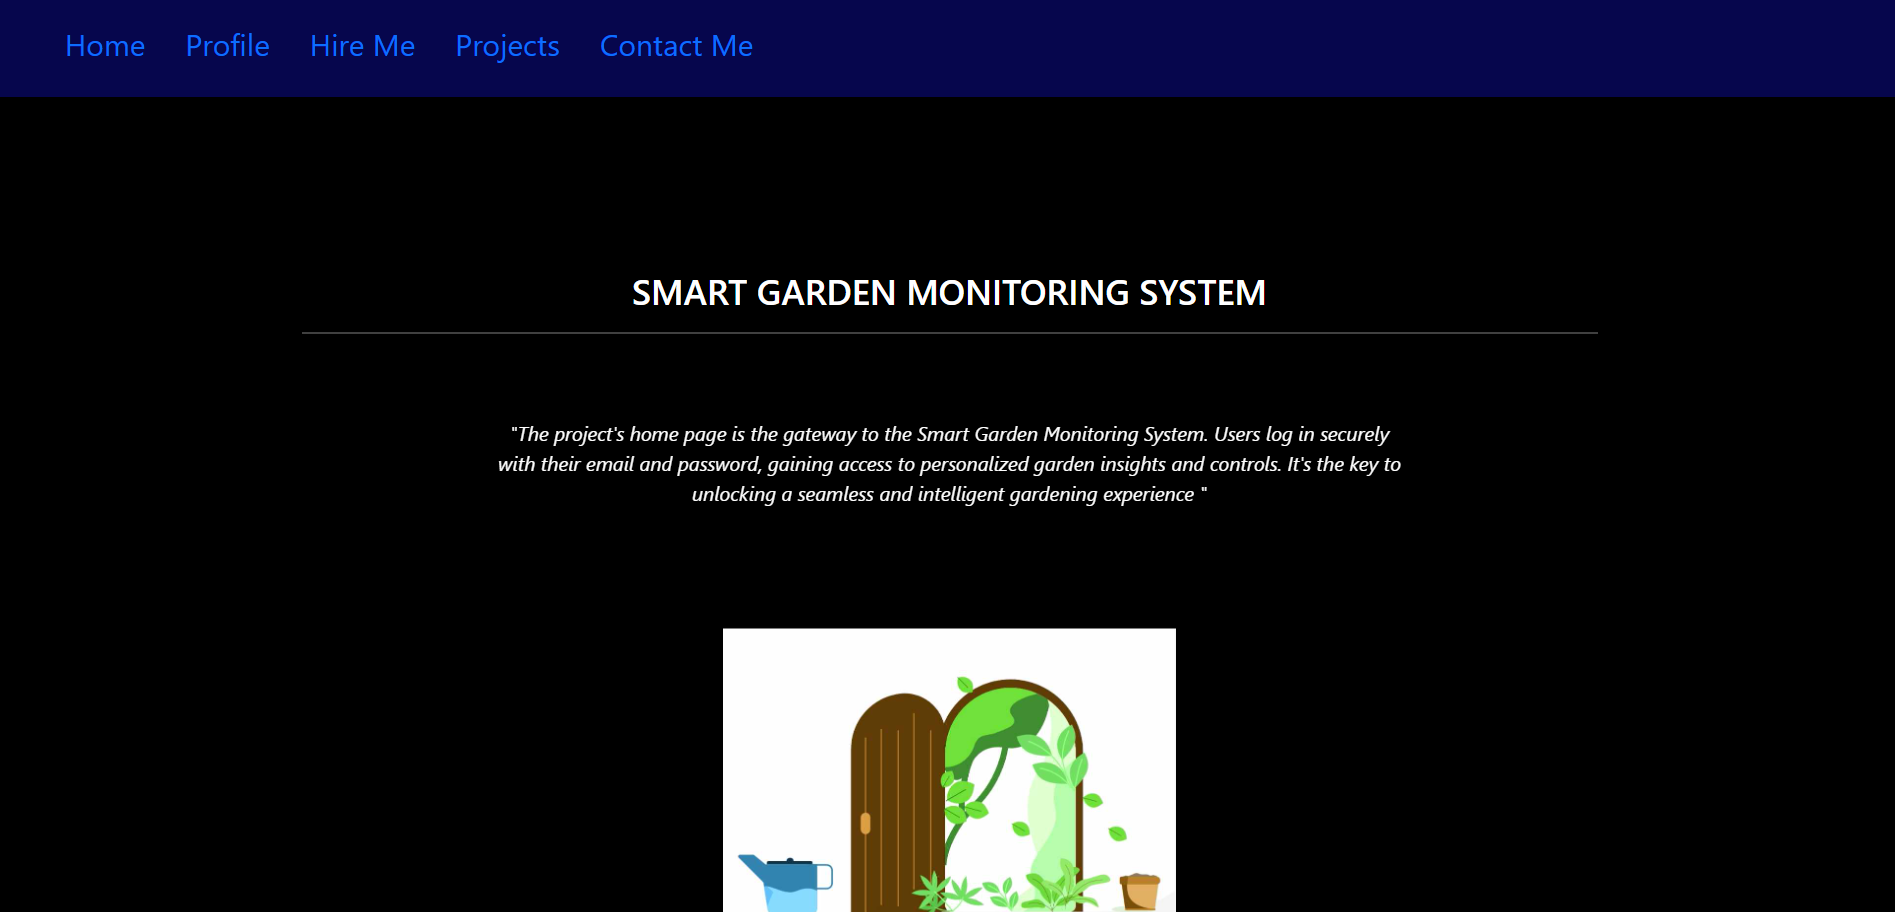 Home Profile Hire Me Projects Contact Me
SMART GARDEN MONITORING SYSTEM
"The project's home page is the gateway to the Smart Garden Monitoring System. Users log in securely
with their email and password, gaining access to personalized garden insights and controls. It's the key to
unlocking a seamless and intelligent gardening experience "